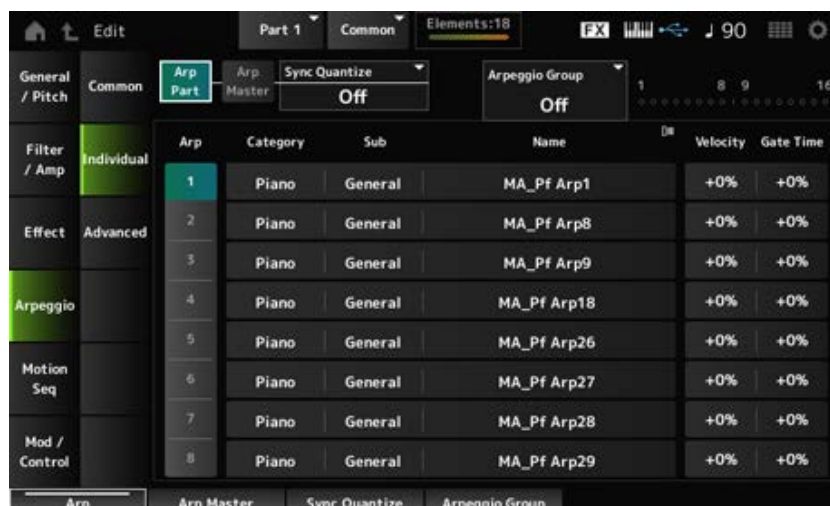 Edit Part 1 Common Elements:18 FX ♩ 90
General / Pitch
Filter / Amp
Effect
Arpeggio
Motion Seq
Mod / Control
Common
Individual
Advanced
Arp Part
Arp Master
Sync Quantize
Off
Arpeggio Group
Off
1 8 9 16
Arp Category Sub Name Velocity Gate Time
1 Piano General MA_Pf Arp1 +0% +0%
2 Piano General MA_Pf Arp8 +0% +0%
3 Piano General MA_Pf Arp9 +0% +0%
4 Piano General MA_Pf Arp18 +0% +0%
5 Piano General MA_Pf Arp26 +0% +0%
6 Piano General MA_Pf Arp27 +0% +0%
7 Piano General MA_Pf Arp28 +0% +0%
8 Piano General MA_Pf Arp29 +0% +0%
Arp Arp Master Sync Quantize Arpeggio Group